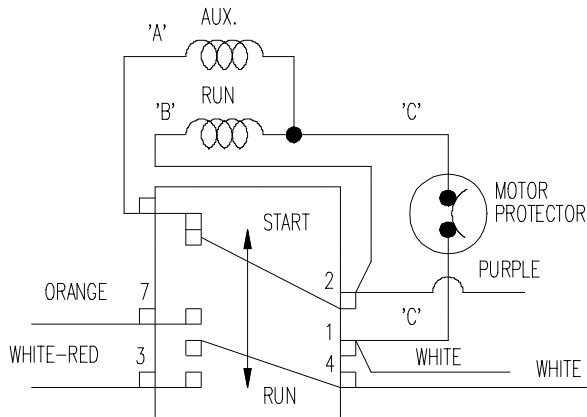 AUX.
'A'
RUN
'B'
'C'
MOTOR
PROTECTOR
START
PURPLE
2
ORANGE
7
'C'
1
WHITE-RED
3
4
WHITE
WHITE
RUN